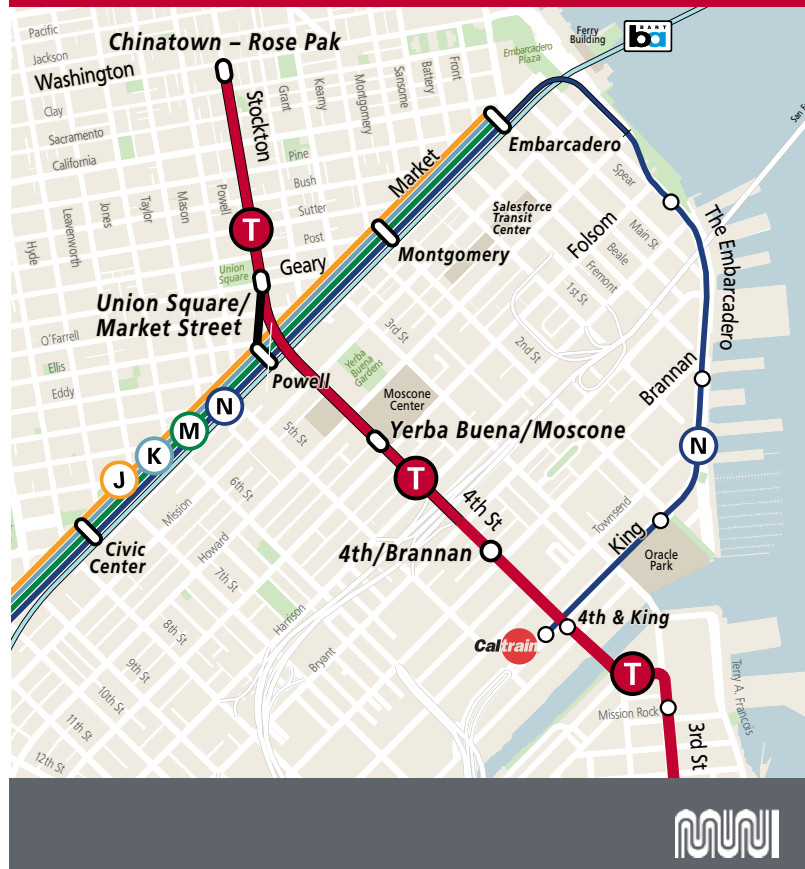 Pacific
Jackson
Washington
Clay
Sacramento
California
Chinatown – Rose Pak
Stockton
Grant
Kearny
Montgomery
Sansome
Battery
Front
Embarcadero
Plaza
Ferry
Building
BART
ba
Embarcadero
Market
Pine
Bush
Sutter
Post
Geary
Hyde
Leavenworth
Jones
Taylor
Mason
Powell
T
Union
Square
Union Square/
Market Street
Montgomery
Salesforce
Transit
Center
Folsom
Spear
Main St
Beale
Fremont
1st St
2nd St
3rd St
The Embarcadero
O'Farrell
Ellis
Eddy
Powell
Yerba
Buena
Gardens
Moscone
Center
Yerba Buena/Moscone
Brannan
N
J
K
M
N
T
4th St
5th St
6th St
Mission
Howard
7th St
Harrison
8th St
Bryant
9th St
10th St
11th St
12th St
Civic
Center
4th/Brannan
Townsend
King
Oracle
Park
4th & King
Caltrain
T
Mission Rock
Terry A. Francois
3rd St
MUNI